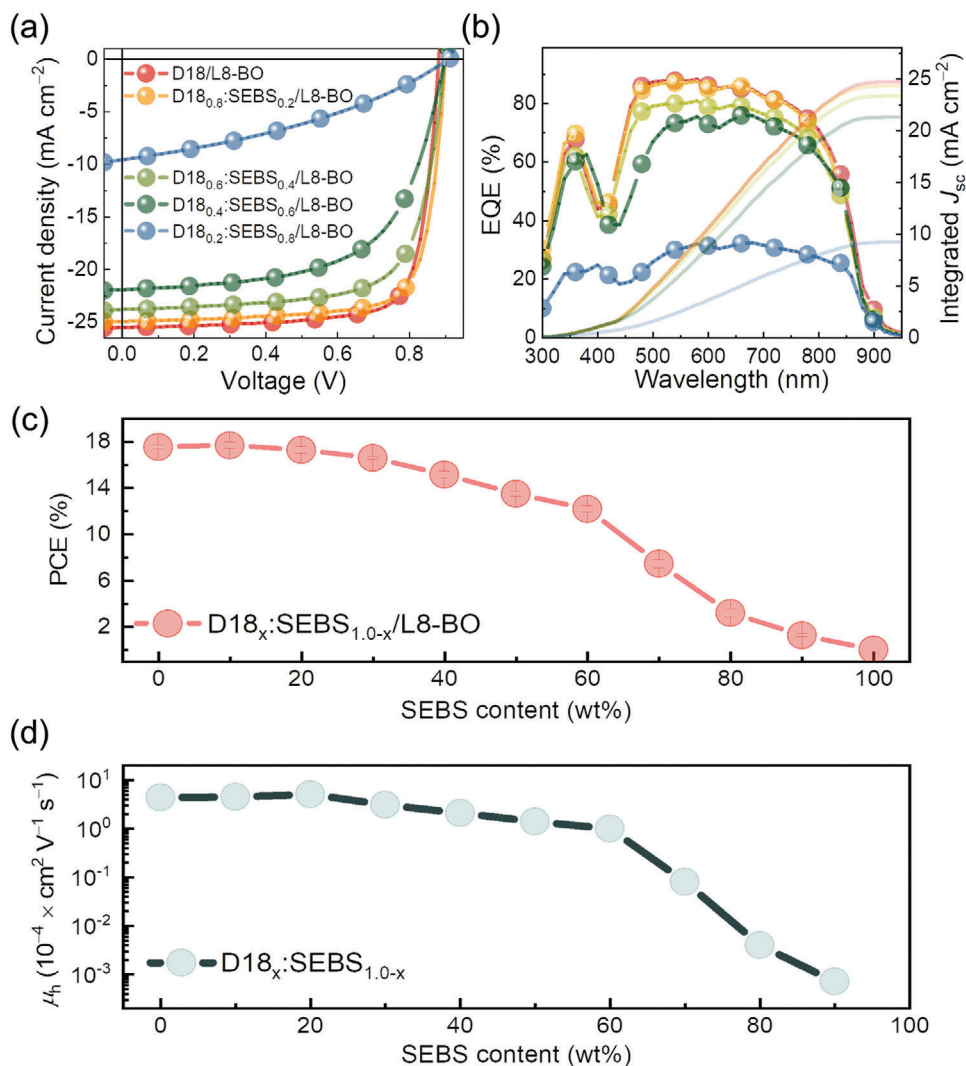 (a)
Current density (mA cm⁻²)
0
-5
-10
-15
-20
-25
D18/L8-BO
D18₀.₈:SEBS₀.₂/L8-BO
D18₀.₆:SEBS₀.₄/L8-BO
D18₀.₄:SEBS₀.₆/L8-BO
D18₀.₂:SEBS₀.₈/L8-BO
0.0 0.2 0.4 0.6 0.8
Voltage (V)
(b)
EQE (%)
80
60
40
20
0
25
20
15
10
5
0
Integrated Jsc (mA cm⁻²)
300 400 500 600 700 800 900
Wavelength (nm)
(c)
PCE (%)
18
14
10
6
2
D18ₓ:SEBS₁.₀₋ₓ/L8-BO
0 20 40 60 80 100
SEBS content (wt%)
(d)
μₕ (10⁻⁴ × cm² V⁻¹ s⁻¹)
10¹
10⁰
10⁻¹
10⁻²
10⁻³
D18ₓ:SEBS₁.₀₋ₓ
0 20 40 60 80 100
SEBS content (wt%)